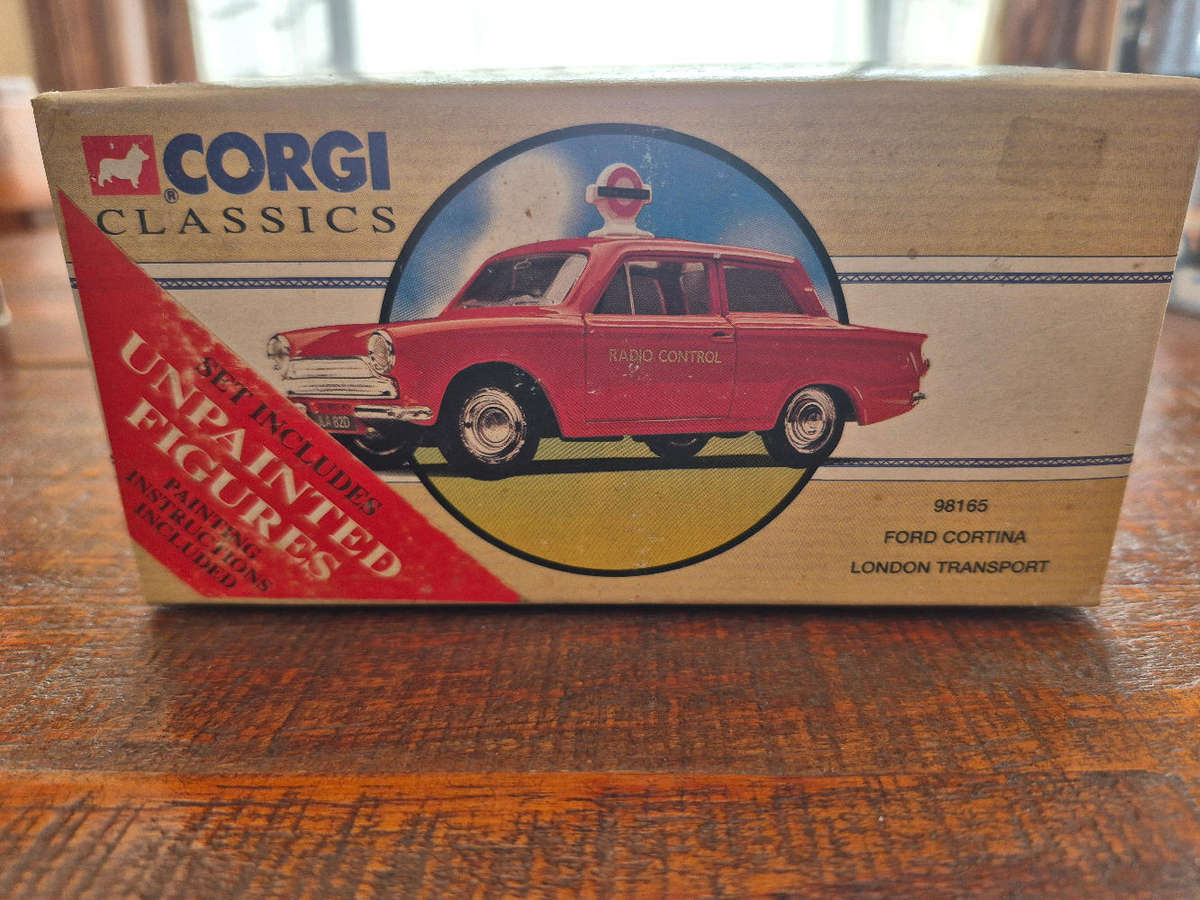 CORGI
®
CLASSICS
SET INCLUDES
UNPAINTED
FIGURES
PAINTING
INSTRUCTIONS
INCLUDED
RADIO CONTROL
98165
FORD CORTINA
LONDON TRANSPORT